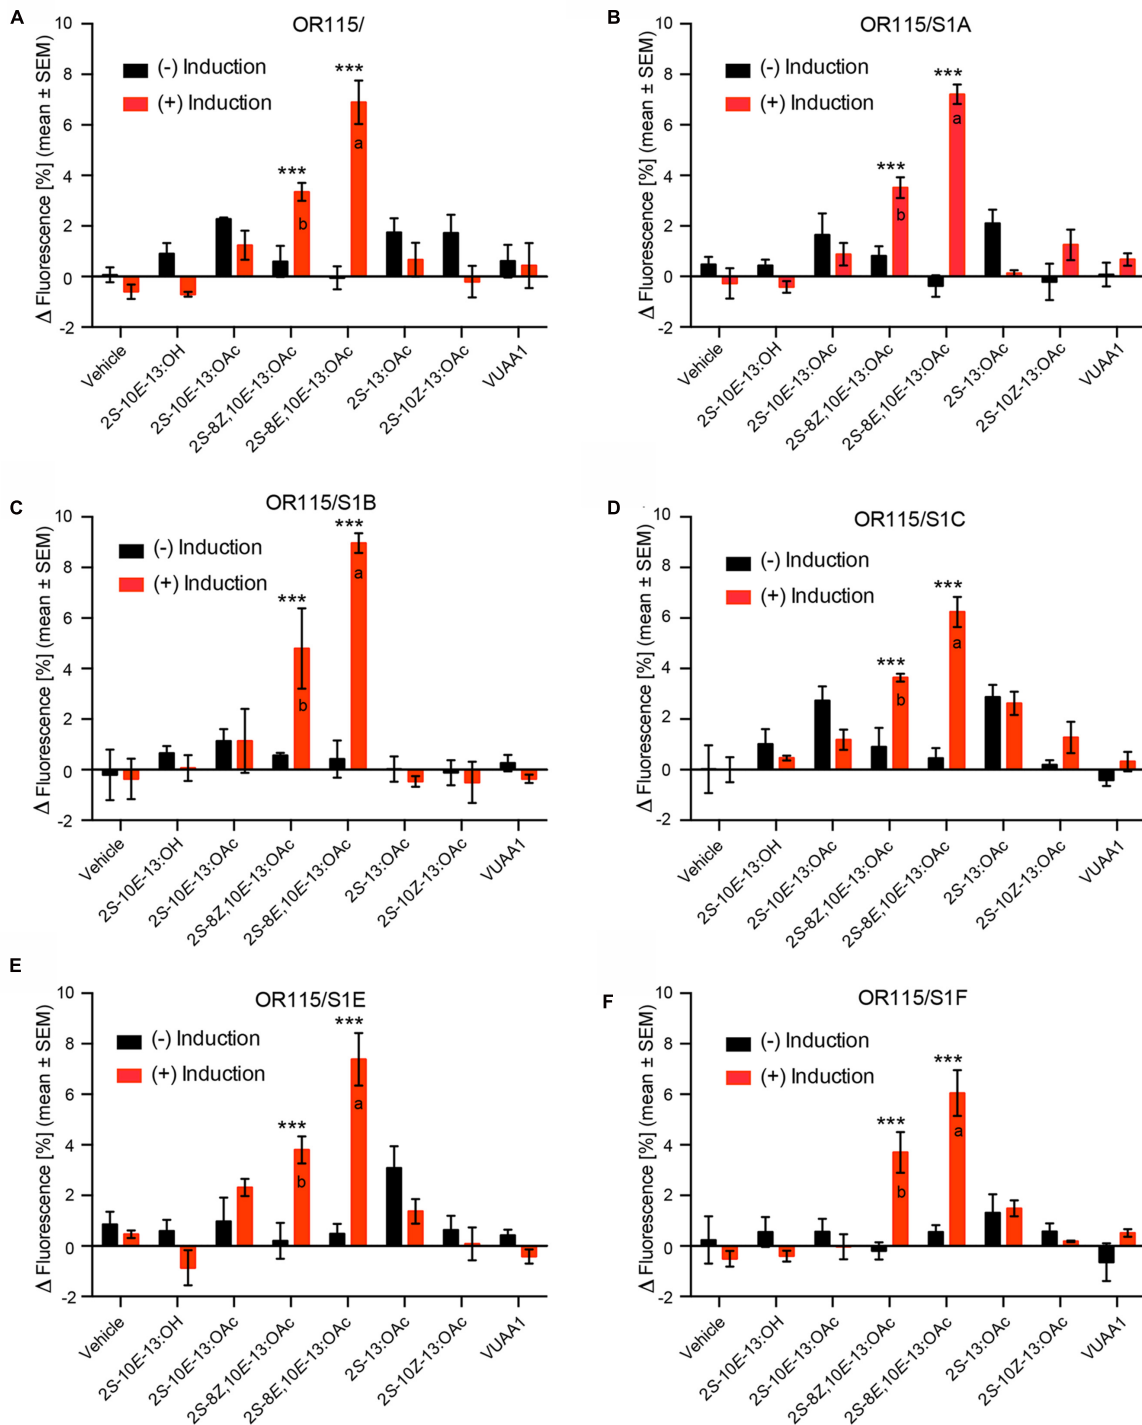 A
OR115/
Δ Fluorescence [%] (mean ± SEM)
10
8
6
4
2
0
-2
(-) Induction
(+) Induction
***
b
***
a
Vehicle
2S-10E-13:OH
2S-10E-13:OAc
2S-8Z,10E-13:OAc
2S-8E,10E-13:OAc
2S-13:OAc
2S-10Z-13:OAc
VUAA1
B
OR115/S1A
Δ Fluorescence [%] (mean ± SEM)
10
8
6
4
2
0
-2
(-) Induction
(+) Induction
***
b
***
a
Vehicle
2S-10E-13:OH
2S-10E-13:OAc
2S-8Z,10E-13:OAc
2S-8E,10E-13:OAc
2S-13:OAc
2S-10Z-13:OAc
VUAA1
C
OR115/S1B
Δ Fluorescence [%] (mean ± SEM)
10
8
6
4
2
0
-2
(-) Induction
(+) Induction
***
b
***
a
Vehicle
2S-10E-13:OH
2S-10E-13:OAc
2S-8Z,10E-13:OAc
2S-8E,10E-13:OAc
2S-13:OAc
2S-10Z-13:OAc
VUAA1
D
OR115/S1C
Δ Fluorescence [%] (mean ± SEM)
10
8
6
4
2
0
-2
(-) Induction
(+) Induction
***
b
***
a
Vehicle
2S-10E-13:OH
2S-10E-13:OAc
2S-8Z,10E-13:OAc
2S-8E,10E-13:OAc
2S-13:OAc
2S-10Z-13:OAc
VUAA1
E
OR115/S1E
Δ Fluorescence [%] (mean ± SEM)
10
8
6
4
2
0
-2
(-) Induction
(+) Induction
***
b
***
a
Vehicle
2S-10E-13:OH
2S-10E-13:OAc
2S-8Z,10E-13:OAc
2S-8E,10E-13:OAc
2S-13:OAc
2S-10Z-13:OAc
VUAA1
F
OR115/S1F
Δ Fluorescence [%] (mean ± SEM)
10
8
6
4
2
0
-2
(-) Induction
(+) Induction
***
b
***
a
Vehicle
2S-10E-13:OH
2S-10E-13:OAc
2S-8Z,10E-13:OAc
2S-8E,10E-13:OAc
2S-13:OAc
2S-10Z-13:OAc
VUAA1